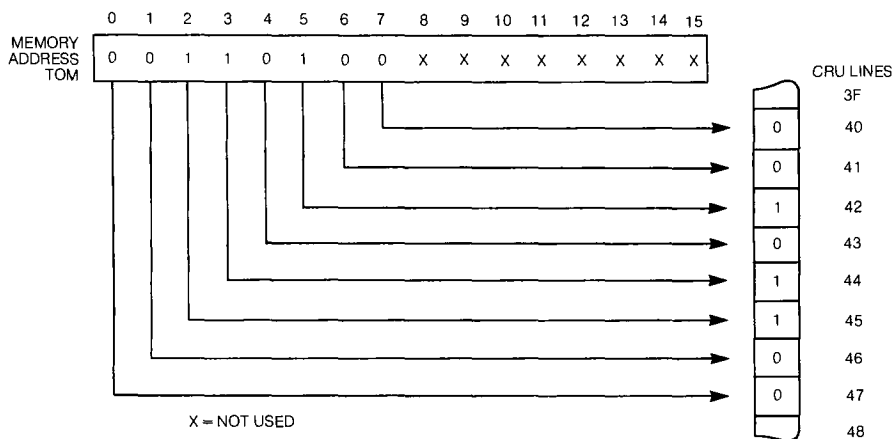 0 1 2 3 4 5 6 7 8 9 10 11 12 13 14 15
MEMORY
ADDRESS
TOM
0 0 1 1 0 1 0 0 X X X X X X X X
CRU LINES
3F
0 40
0 41
1 42
0 43
1 44
1 45
0 46
0 47
48
X = NOT USED